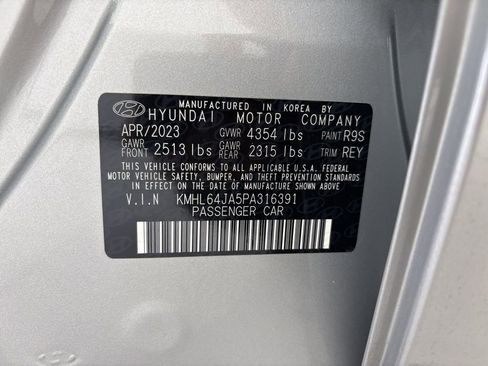 MANUFACTURED IN KOREA BY
HYUNDAI MOTOR COMPANY
APR/2023 GVWR 4354 lbs PAINT R9S
GAWR FRONT 2513 lbs GAWR REAR 2315 lbs TRIM REY
THIS VEHICLE CONFORMS TO ALL APPLICABLE U.S.A. FEDERAL
MOTOR VEHICLE SAFETY, BUMPER, AND THEFT PREVENTION STANDARDS
IN EFFECT ON THE DATE OF MANUFACTURE SHOWN ABOVE.
V.I.N KMHL64JA5PA316391
PASSENGER CAR